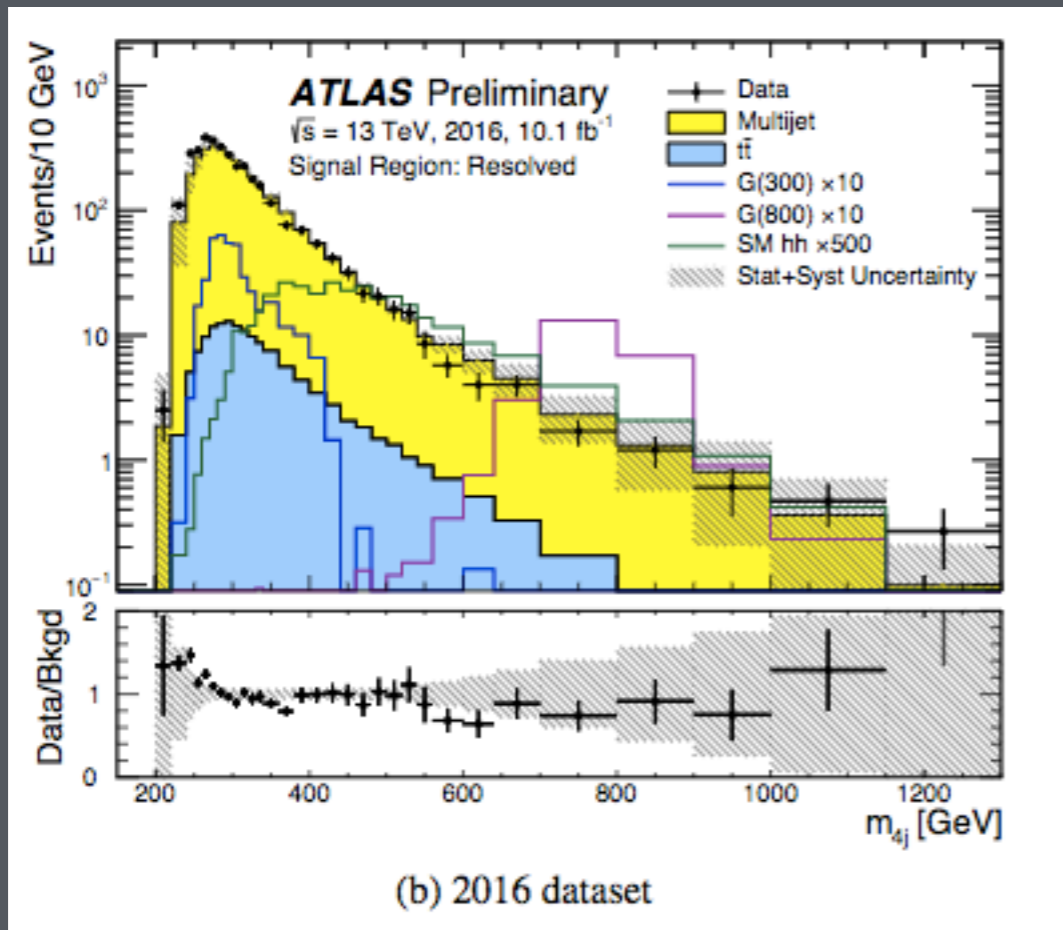 ATLAS Preliminary
√s = 13 TeV, 2016, 10.1 fb⁻¹
Signal Region: Resolved
Data
Multijet
tt̄
G(300) ×10
G(800) ×10
SM hh ×500
Stat+Syst Uncertainty
Events/10 GeV
10³
10²
10
1
10⁻¹
Data/Bkgd
2
1
0
200 400 600 800 1000 1200
m₄ⱼ [GeV]
(b) 2016 dataset